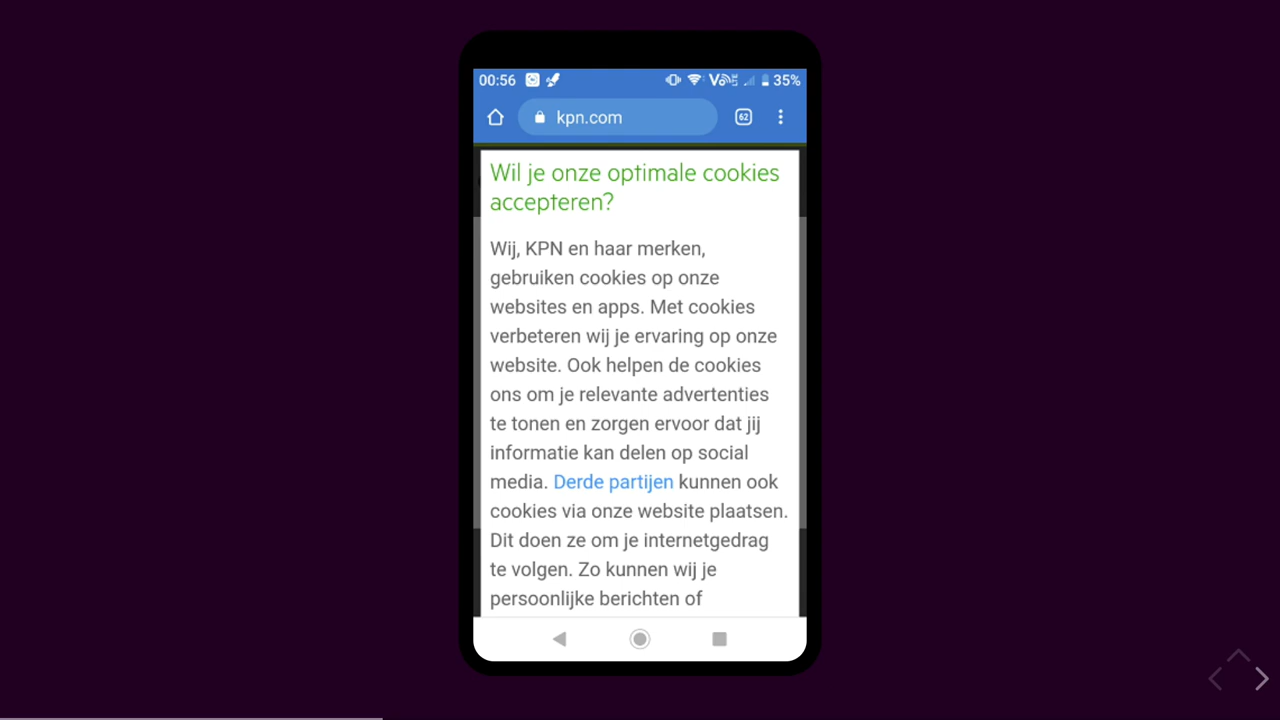 00:56 35%
kpn.com 62
Wil je onze optimale cookies
accepteren?
Wij, KPN en haar merken,
gebruiken cookies op onze
websites en apps. Met cookies
verbeteren wij je ervaring op onze
website. Ook helpen de cookies
ons om je relevante advertenties
te tonen en zorgen ervoor dat jij
informatie kan delen op social
media. Derde partijen kunnen ook
cookies via onze website plaatsen.
Dit doen ze om je internetgedrag
te volgen. Zo kunnen wij je
persoonlijke berichten of